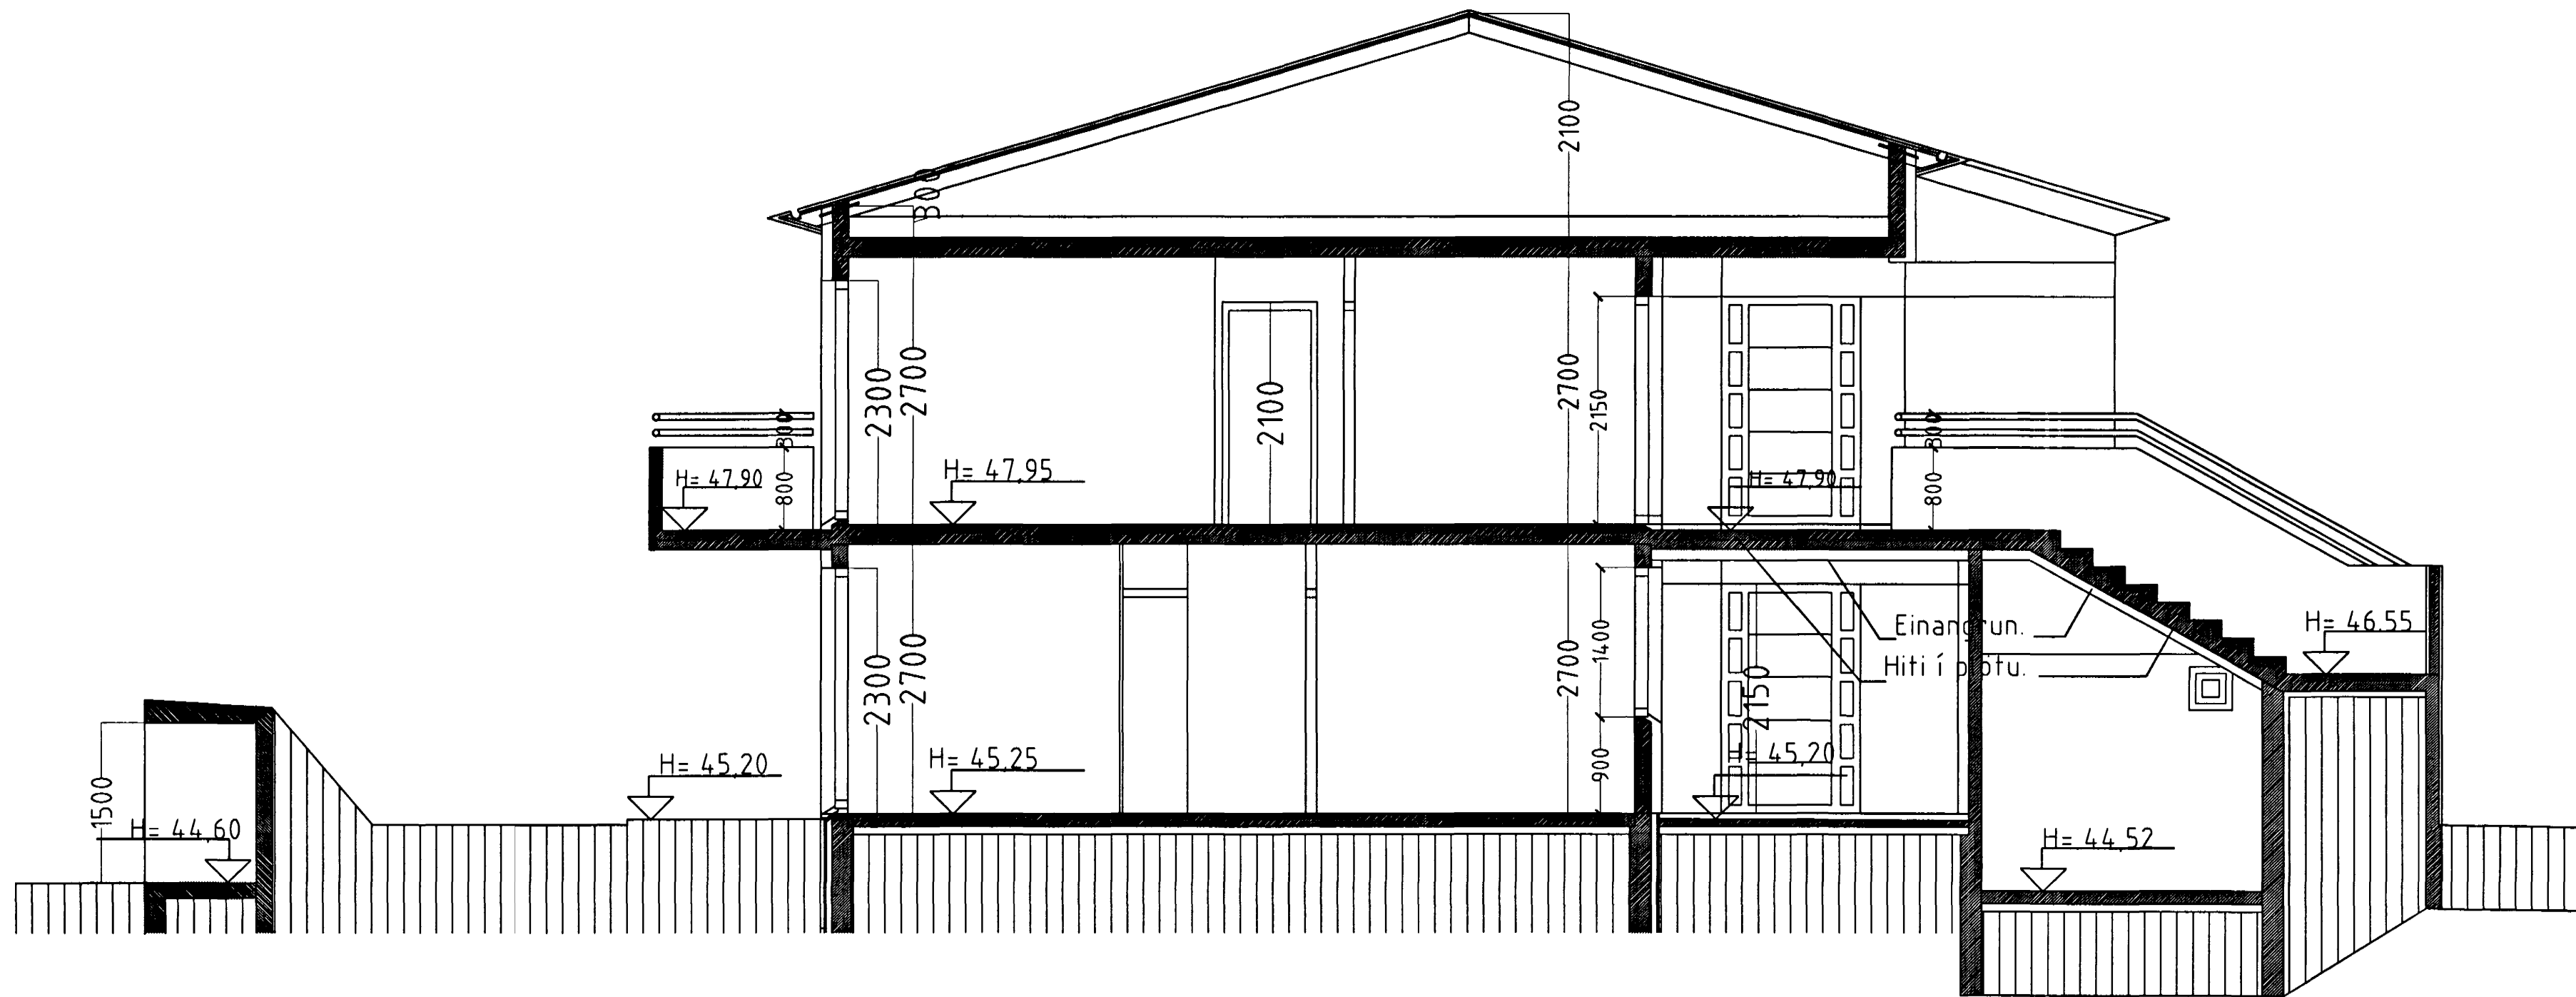 2100
300
2300
2700
2100
2700
2150
300
300
H= 47,90
800
H= 47,95
H= 47,90
800
2300
2700
2700
1400
Einangrun.
H= 46,55
Hiti í plötu.
2150
1500
H= 44,60
H= 45,20
H= 45,25
900
H= 45,20
H= 44,52